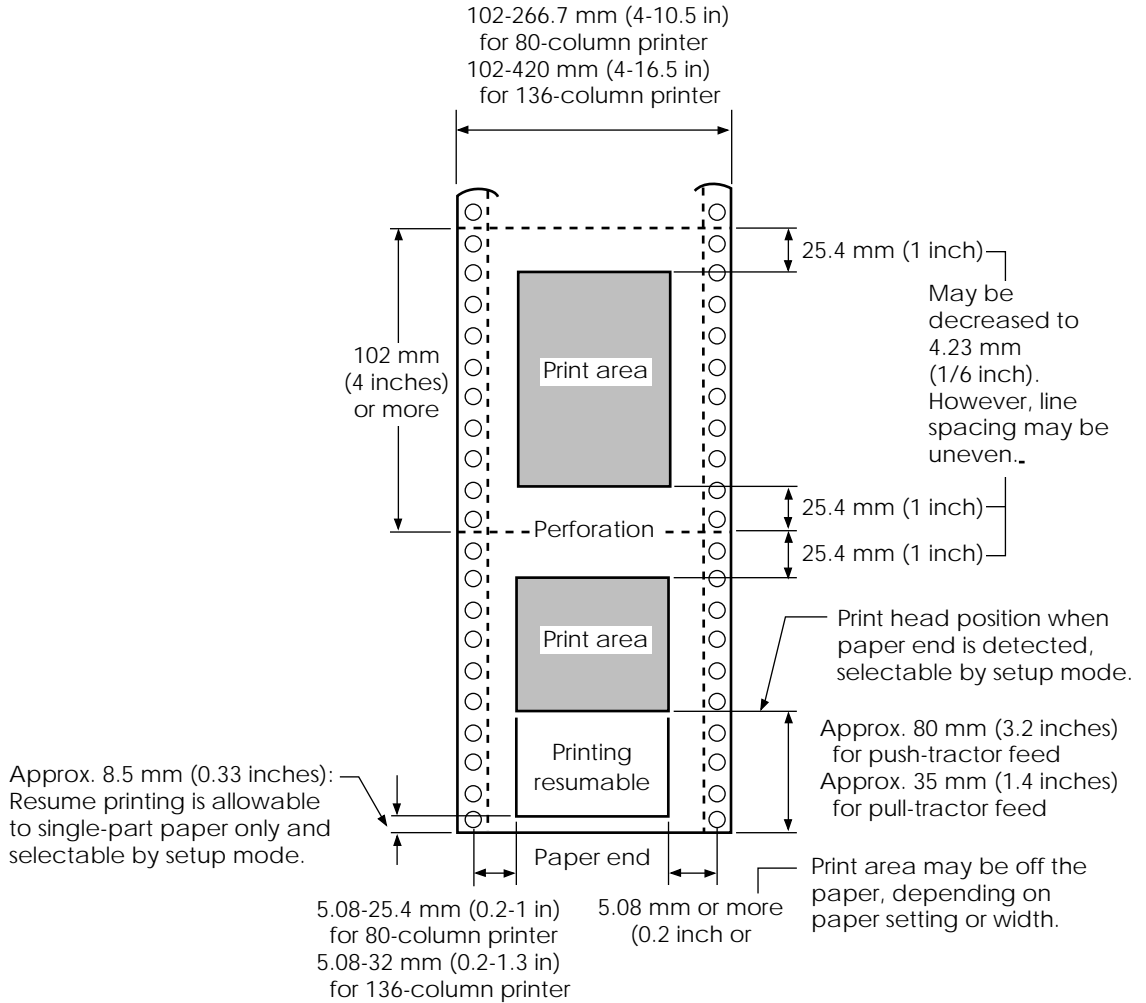 102-266.7 mm (4-10.5 in)
for 80-column printer
102-420 mm (4-16.5 in)
for 136-column printer
25.4 mm (1 inch)
May be
decreased to
4.23 mm
(1/6 inch).
However, line
spacing may be
uneven.
102 mm
(4 inches)
or more
Print area
25.4 mm (1 inch)
Perforation
25.4 mm (1 inch)
Print area
Print head position when
paper end is detected,
selectable by setup mode.
Printing
resumable
Approx. 80 mm (3.2 inches)
for push-tractor feed
Approx. 35 mm (1.4 inches)
for pull-tractor feed
Approx. 8.5 mm (0.33 inches):
Resume printing is allowable
to single-part paper only and
selectable by setup mode.
Paper end
Print area may be off the
paper, depending on
paper setting or width.
5.08-25.4 mm (0.2-1 in)
for 80-column printer
5.08-32 mm (0.2-1.3 in)
for 136-column printer
5.08 mm or more
(0.2 inch or